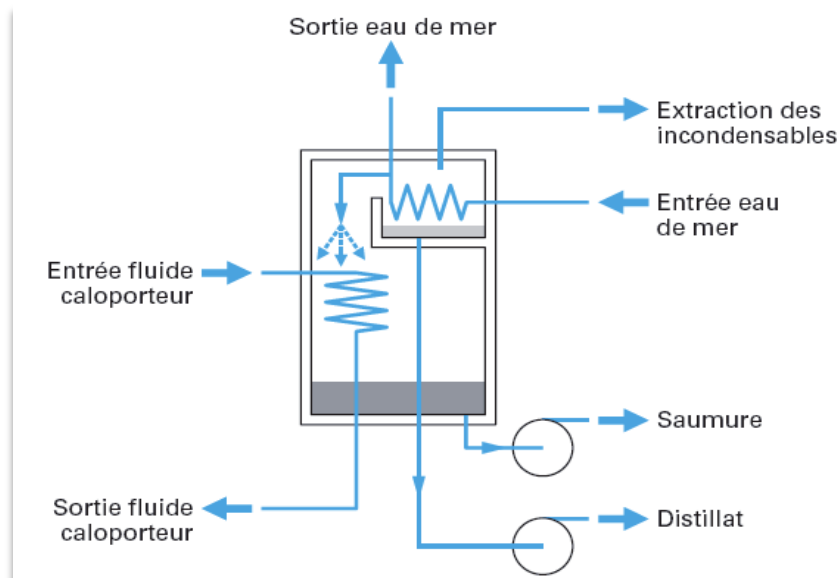 Sortie eau de mer
Extraction des
incondensables
Entrée eau
de mer
Entrée fluide
caloporteur
Saumure
Sortie fluide
caloporteur
Distillat